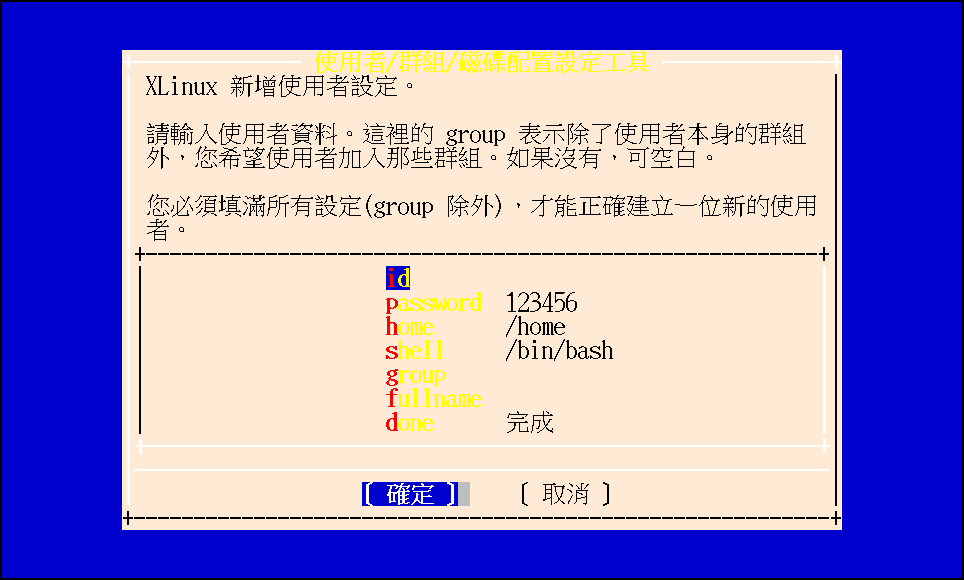 使用者/群組/磁碟配置設定工具
XLinux 新增使用者設定。
請輸入使用者資料。這裡的 group 表示除了使用者本身的群組
外，您希望使用者加入那些群組。如果沒有，可空白。
您必須填滿所有設定(group 除外)，才能正確建立一位新的使用
者。
id
password 123456
home /home
shell /bin/bash
group
fullname
done 完成
[ 確定 ] [ 取消 ]